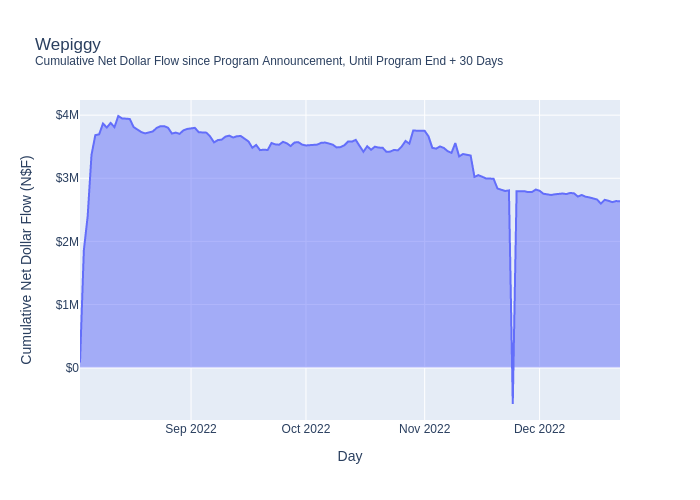 Wepiggy
Cumulative Net Dollar Flow since Program Announcement, Until Program End + 30 Days
Cumulative Net Dollar Flow (N$F)
$4M
$3M
$2M
$1M
$0
Sep 2022
Oct 2022
Nov 2022
Dec 2022
Day